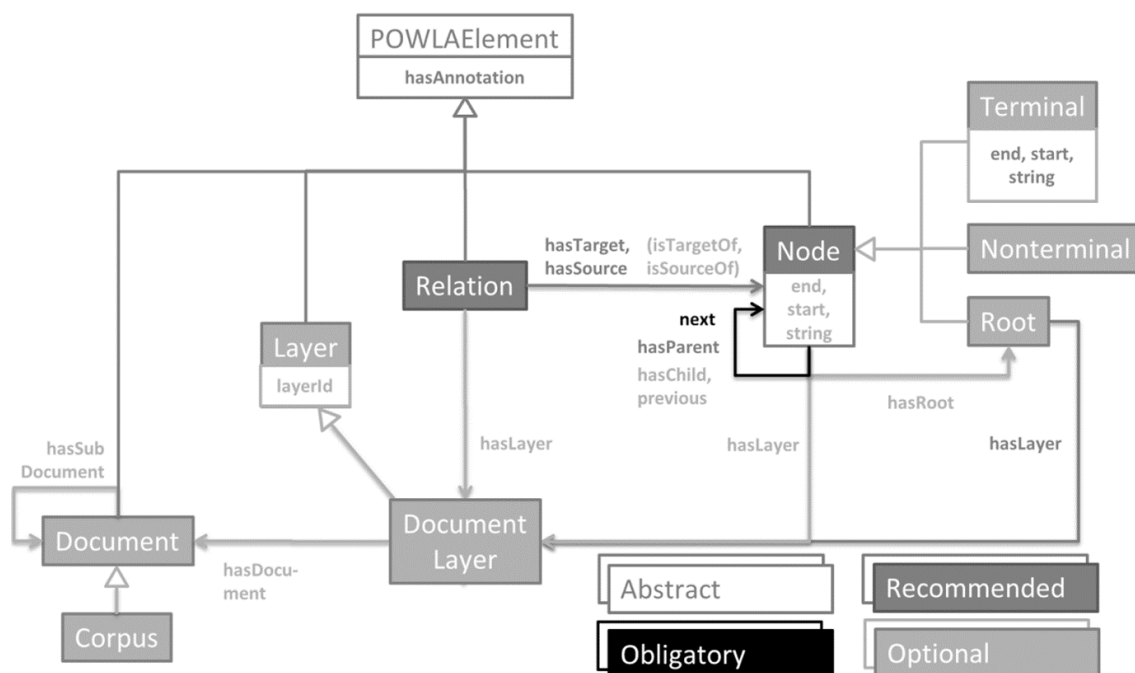 POWLAElement
hasAnnotation
Terminal
end, start,
string
hasTarget, (isTargetOf,
hasSource isSourceOf)
Node
Nonterminal
Relation
end,
start,
string
next
Root
Layer
hasParent
layerId
hasChild,
previous
hasRoot
hasSub
Document
hasLayer
hasLayer
hasLayer
Document
Document
Layer
hasDocu-
ment
Abstract
Recommended
Corpus
Obligatory
Optional